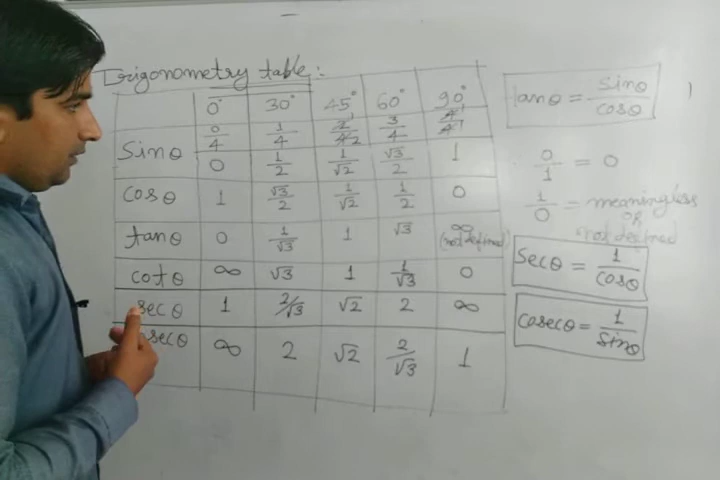 Trigonometry table:
0° 30° 45° 60° 90°
0/4 1/4 2/4 1/2 3/4 4/4 1
Sinθ 0 1/2 1/√2 √3/2 1
cosθ 1 √3/2 1/√2 1/2 0
tanθ 0 1/√3 1 √3 ∞
(not defined)
cotθ ∞ √3 1 1/√3 0
secθ 1 2/√3 √2 2 ∞
cosecθ ∞ 2 √2 2/√3 1
tanθ = sinθ/cosθ
0/1 = 0
1/0 = meaningless
or
not defined
Secθ = 1/cosθ
cosecθ = 1/sinθ